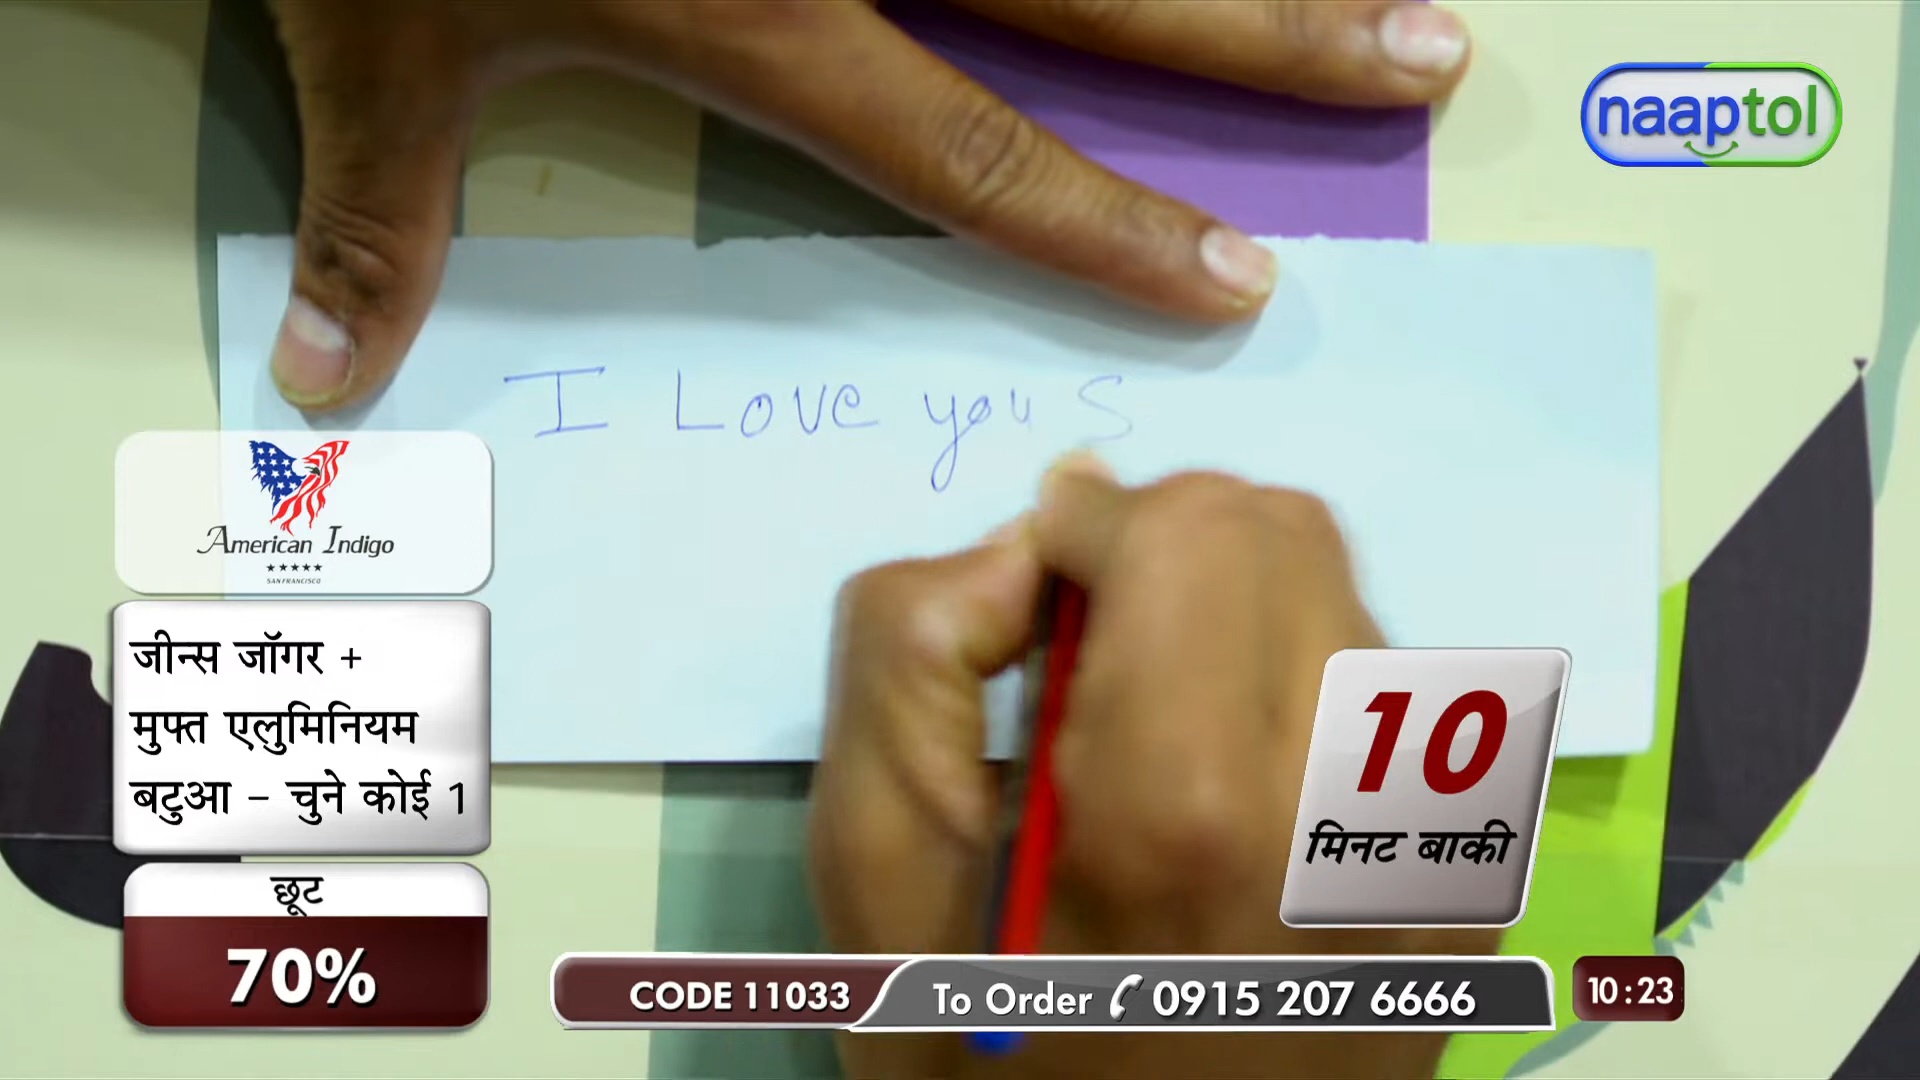 naaptol
I Love you S
American Indigo
SAN FRANCISCO
जीन्स जॉगर +
मुफ्त एलुमिनियम
बटुआ – चुने कोई 1
छूट
70%
10
मिनट बाकी
CODE 11033
To Order 0915 207 6666
10:23